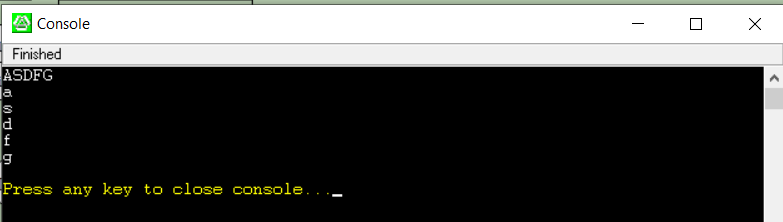 Console
Finished
ASDFG
a
s
d
f
g
Press any key to close console..._